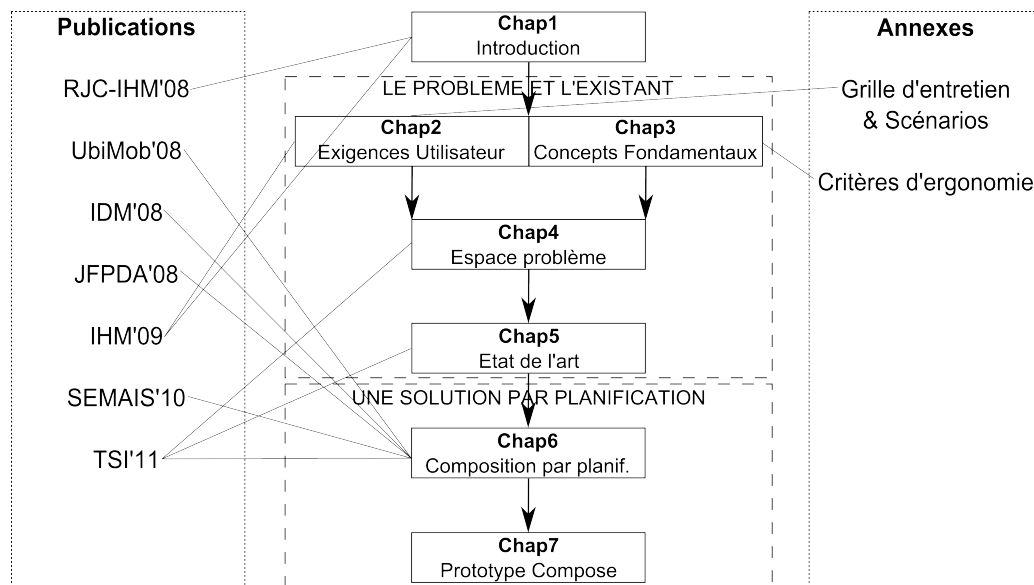 Publications
RJC-IHM'08
UbiMob'08
IDM'08
JFPDA'08
IHM'09
SEMAIS'10
TSI'11
Chap1
Introduction
LE PROBLEME ET L'EXISTANT
Chap2
Exigences Utilisateur
Chap3
Concepts Fondamentaux
Chap4
Espace problème
Chap5
Etat de l'art
UNE SOLUTION PAR PLANIFICATION
Chap6
Composition par planif.
Chap7
Prototype Compose
Annexes
Grille d'entretien
& Scénarios
Critères d'ergonomie